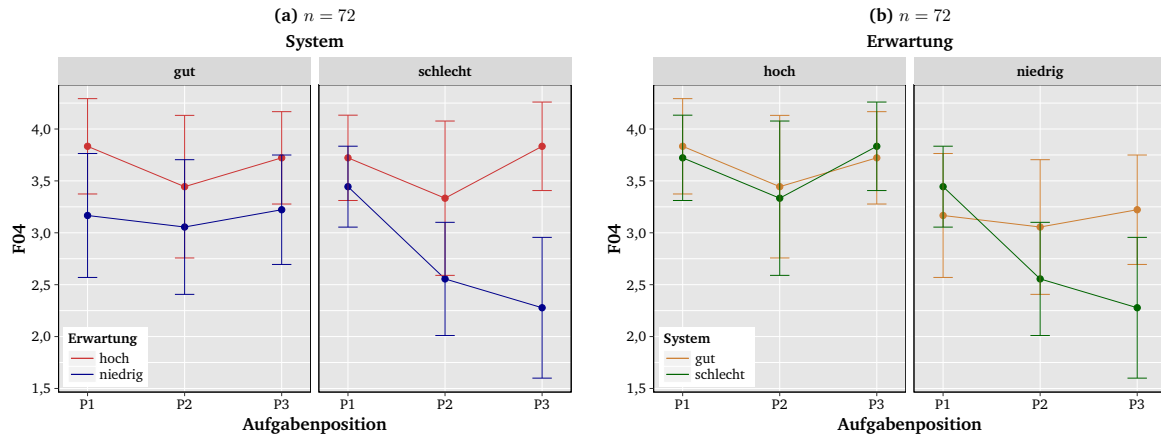 (a) n = 72
System
gut
schlecht
F04
4,0
3,5
3,0
2,5
2,0
1,5
Erwartung
hoch
niedrig
P1
P2
P3
P1
P2
P3
Aufgabenposition
(b) n = 72
Erwartung
hoch
niedrig
F04
4,0
3,5
3,0
2,5
2,0
1,5
System
gut
schlecht
P1
P2
P3
P1
P2
P3
Aufgabenposition